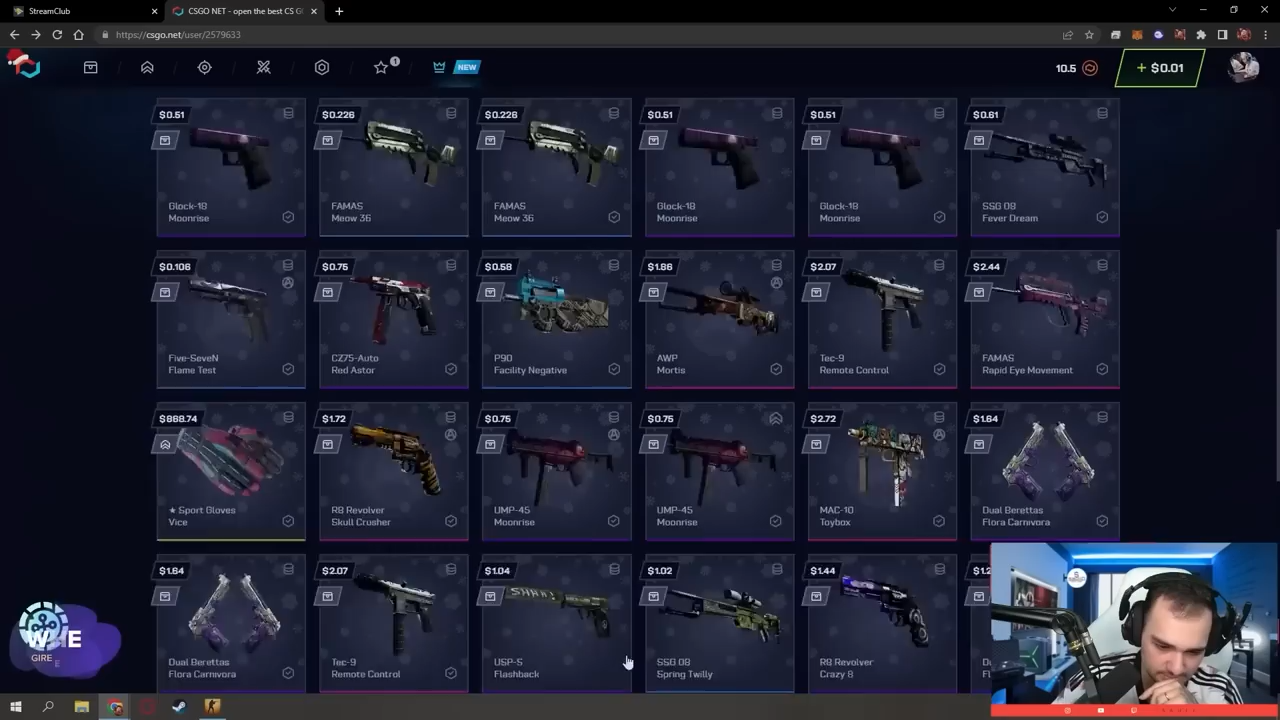 StreamClub
CSGO NET - open the best CS G
https://csgo.net/user/2579633
1
NEW
10.5
+ $0.01
$0.51
Glock-18
Moonrise
$0.226
FAMAS
Meow 36
$0.226
FAMAS
Meow 36
$0.51
Glock-18
Moonrise
$0.51
Glock-18
Moonrise
$0.61
SSG 08
Fever Dream
$0.106
Five-SeveN
Flame Test
$0.75
CZ75-Auto
Red Astor
$0.58
P90
Facility Negative
$1.86
AWP
Mortis
$2.07
Tec-9
Remote Control
$2.44
FAMAS
Rapid Eye Movement
$868.74
★ Sport Gloves
Vice
$1.72
R8 Revolver
Skull Crusher
$0.75
UMP-45
Moonrise
$0.75
UMP-45
Moonrise
$2.72
MAC-10
Toybox
$1.64
Dual Berettas
Flora Carnivora
$1.64
Dual Berettas
Flora Carnivora
$2.07
Tec-9
Remote Control
$1.04
USP-S
Flashback
$1.02
SSG 08
Spring Twilly
$1.44
R8 Revolver
Crazy 8
$1.2
GIRE